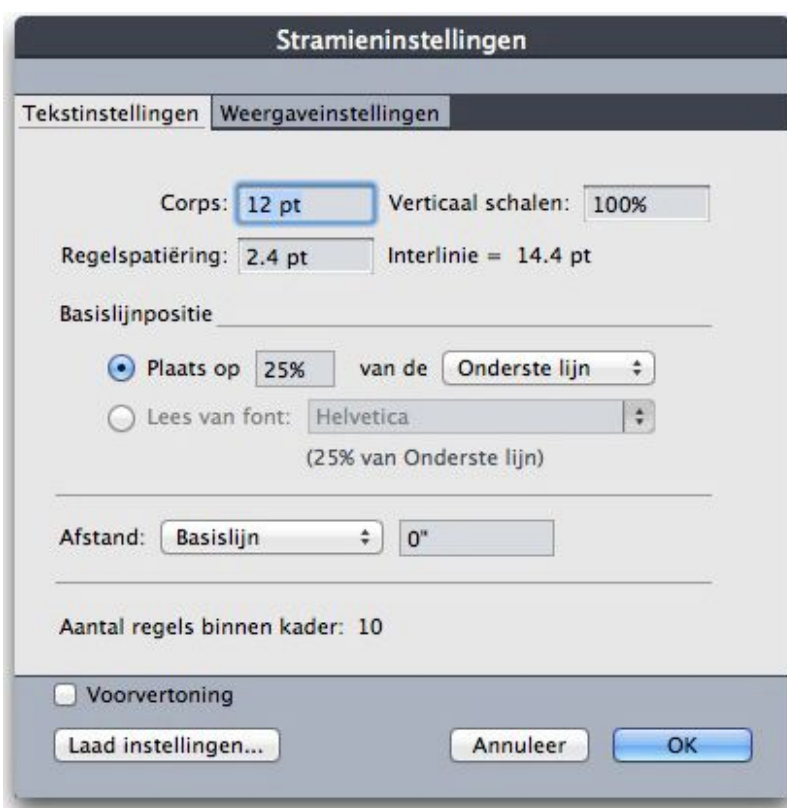 Stramieninstellingen
Tekstinstellingen Weergaveinstellingen
Corps: 12 pt Verticaal schalen: 100%
Regelspatiëring: 2.4 pt Interlinie = 14.4 pt
Basislijnpositie
Plaats op 25% van de Onderste lijn
Lees van font: Helvetica
(25% van Onderste lijn)
Afstand: Basislijn 0"
Aantal regels binnen kader: 10
Voorvertoning
Laad instellingen... Annuleer OK